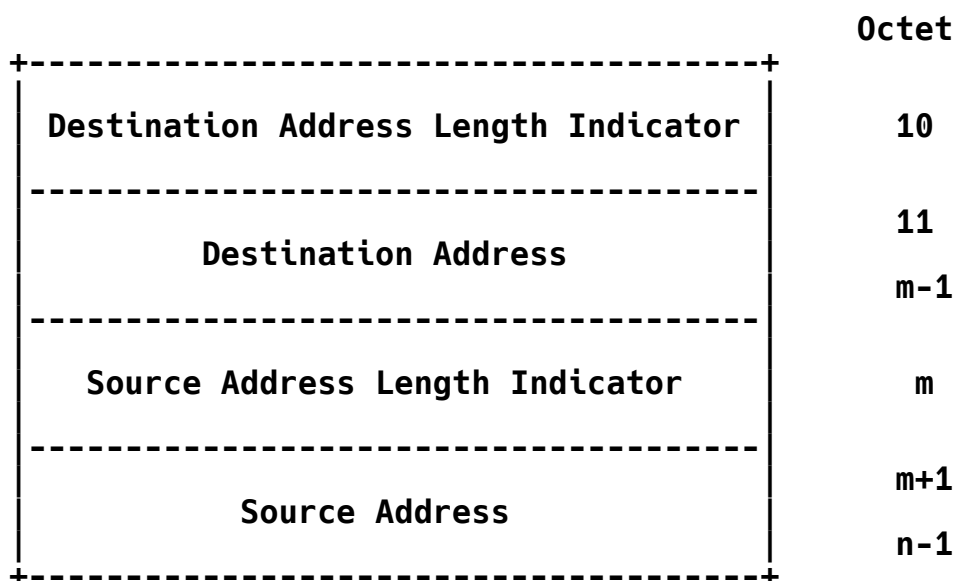 Octet
Destination Address Length Indicator 10
11
Destination Address
m-1
Source Address Length Indicator m
m+1
Source Address
n-1